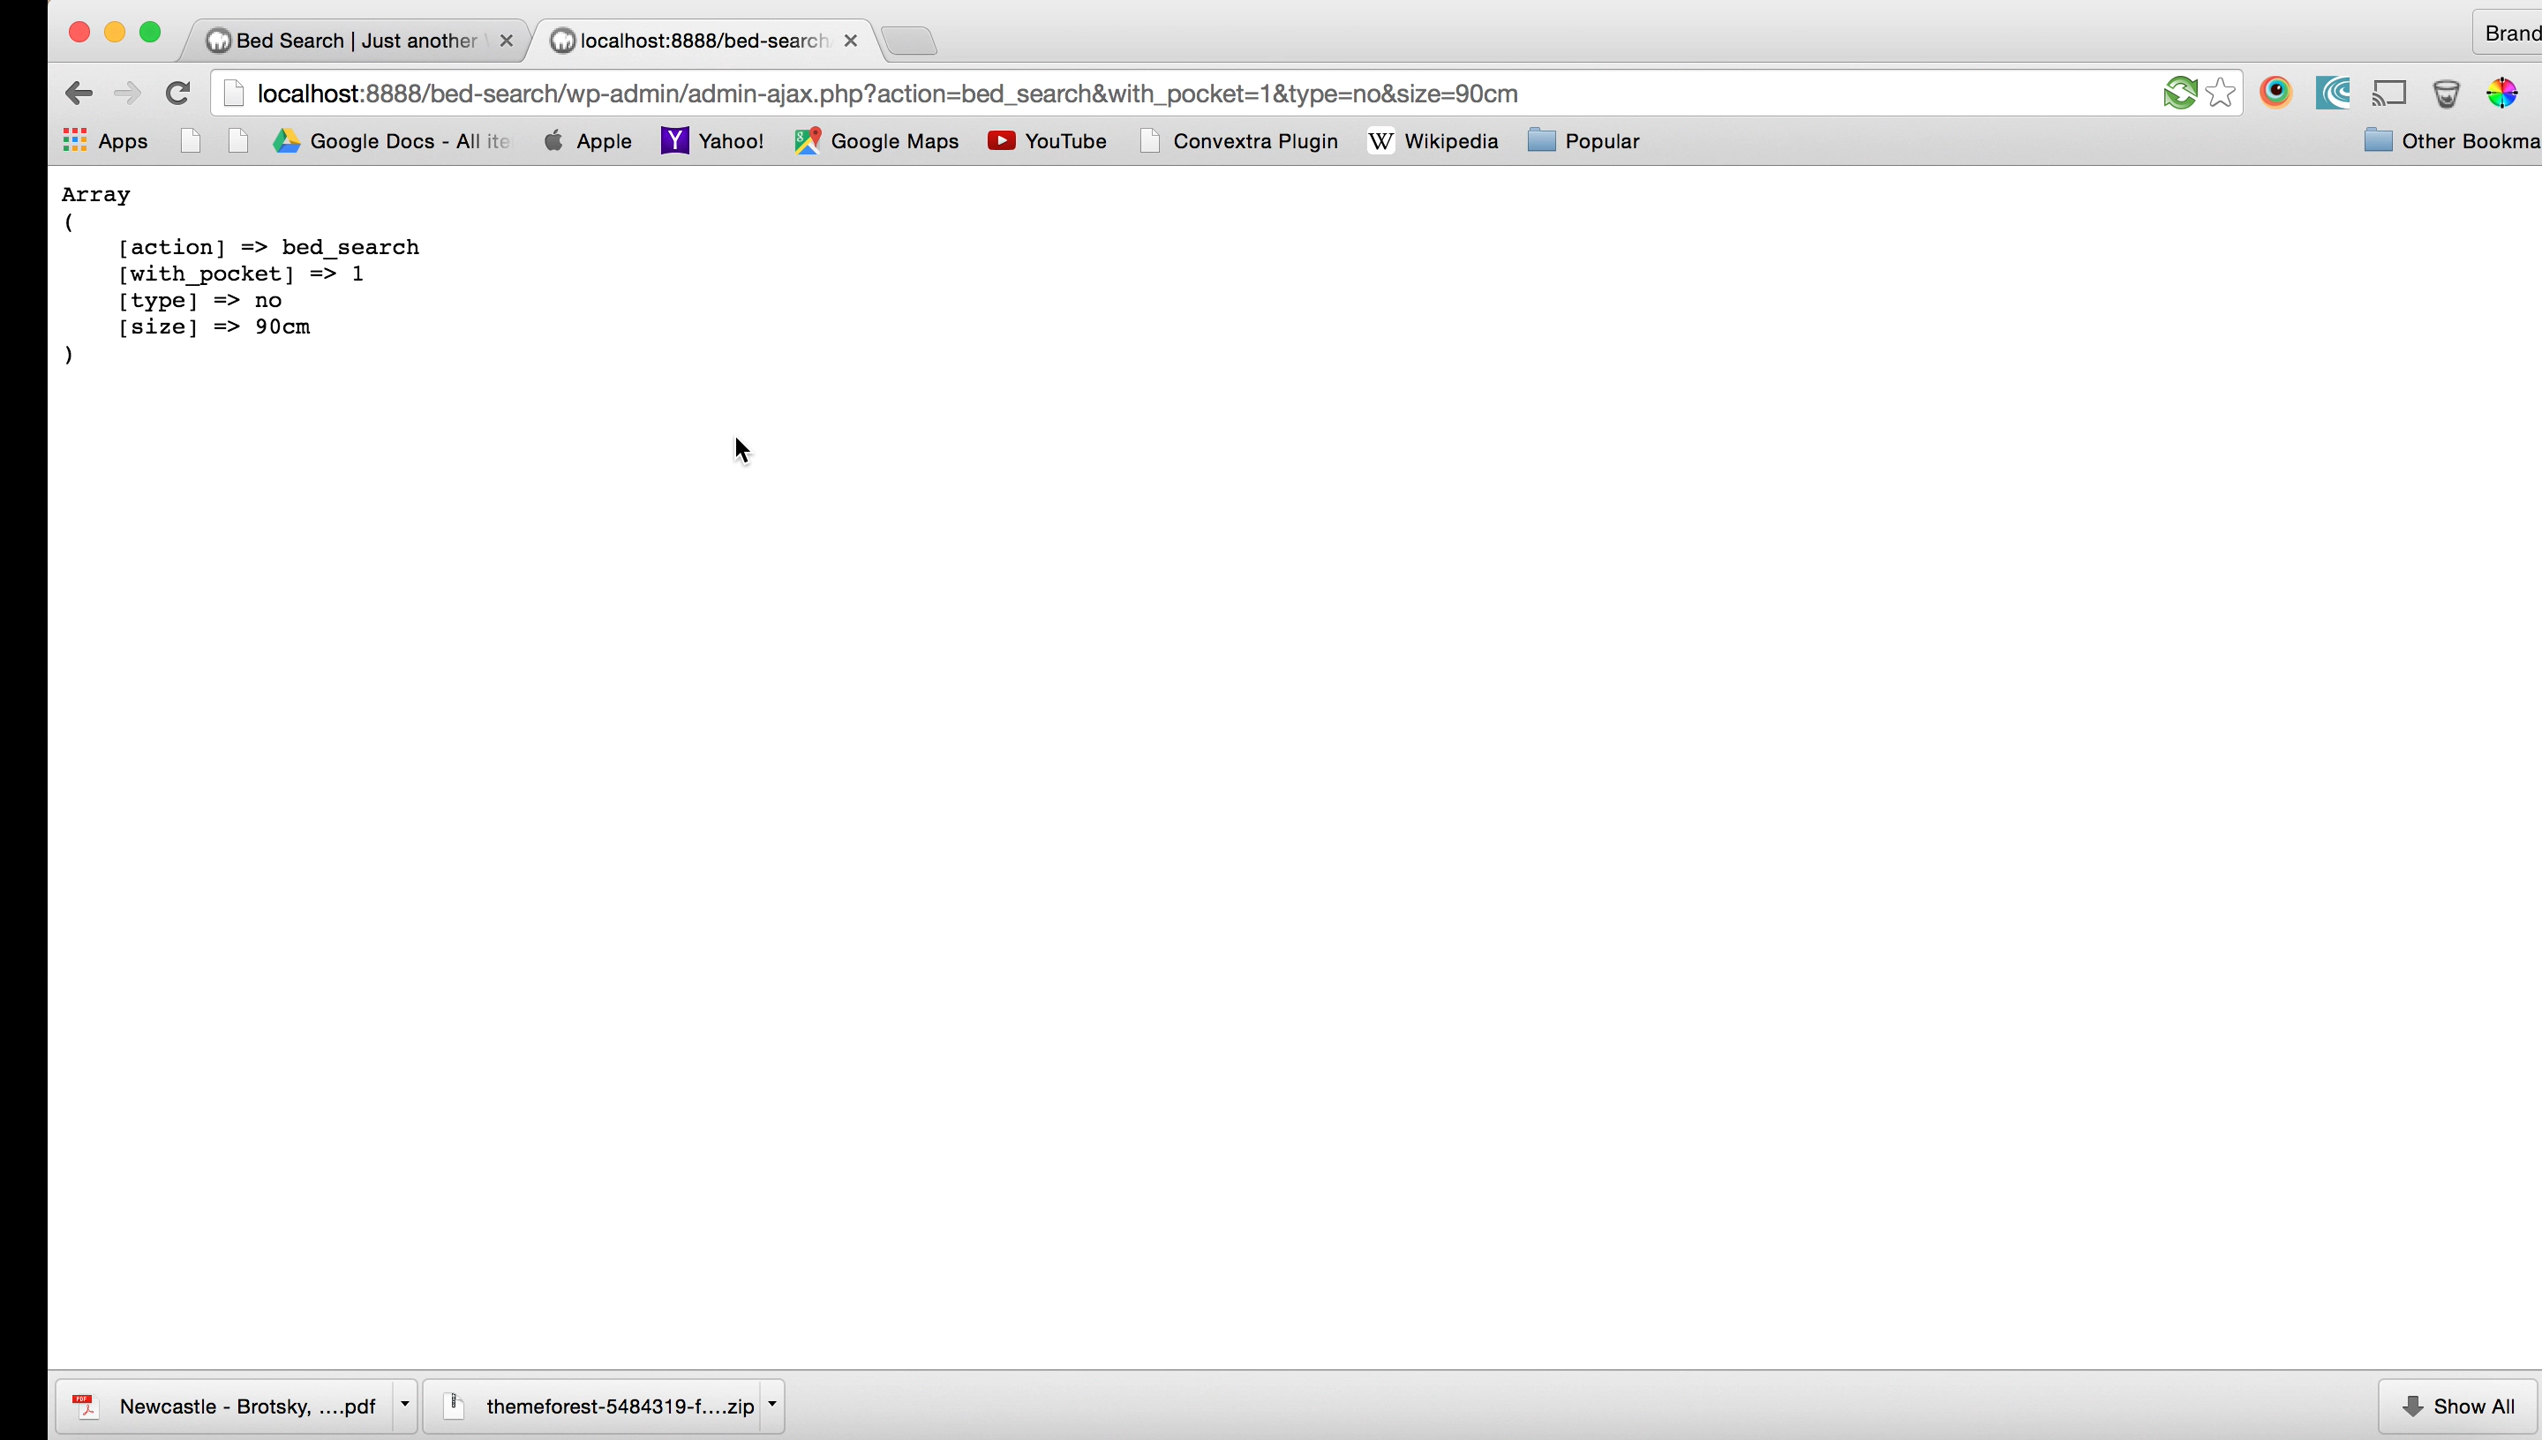 Bed Search | Just another
localhost:8888/bed-search
Brand
localhost:8888/bed-search/wp-admin/admin-ajax.php?action=bed_search&with_pocket=1&type=no&size=90cm
Apps Google Docs - All ite Apple Yahoo! Google Maps YouTube Convextra Plugin Wikipedia Popular Other Bookma
Array
(
[action] => bed_search
[with_pocket] => 1
[type] => no
[size] => 90cm
)
Newcastle - Brotsky, ....pdf themeforest-5484319-f....zip Show All